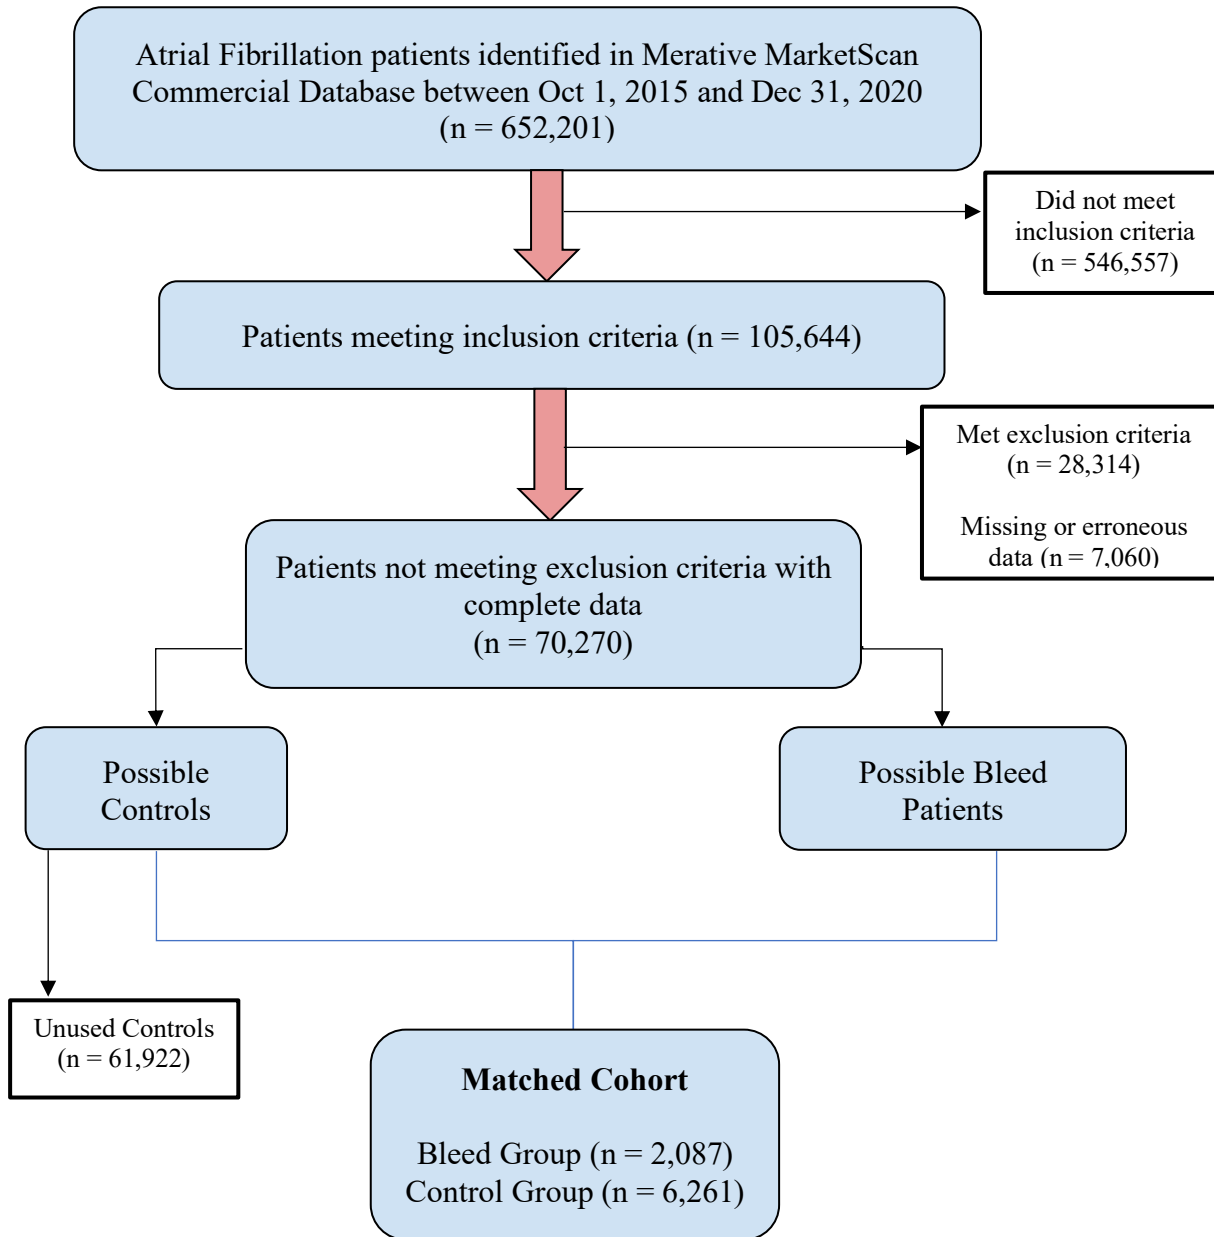 Atrial Fibrillation patients identified in Merative MarketScan
Commercial Database between Oct 1, 2015 and Dec 31, 2020
(n = 652,201)
Did not meet
inclusion criteria
(n = 546,557)
Patients meeting inclusion criteria (n = 105,644)
Met exclusion criteria
(n = 28,314)
Missing or erroneous
data (n = 7,060)
Patients not meeting exclusion criteria with
complete data
(n = 70,270)
Possible
Controls
Possible Bleed
Patients
Unused Controls
(n = 61,922)
Matched Cohort
Bleed Group (n = 2,087)
Control Group (n = 6,261)